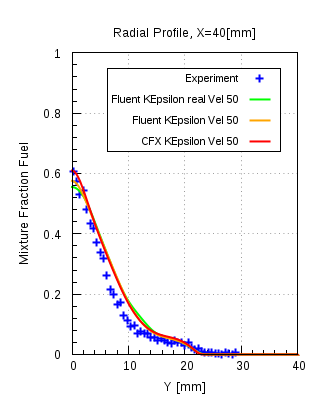 Radial Profile, X=40[mm]
1
Experiment
Fluent KEpsilon real Vel 50
Fluent KEpsilon Vel 50
CFX KEpsilon Vel 50
0.8
0.6
0.4
0.2
0
Mixture Fraction Fuel
0 10 20 30 40
Y [mm]